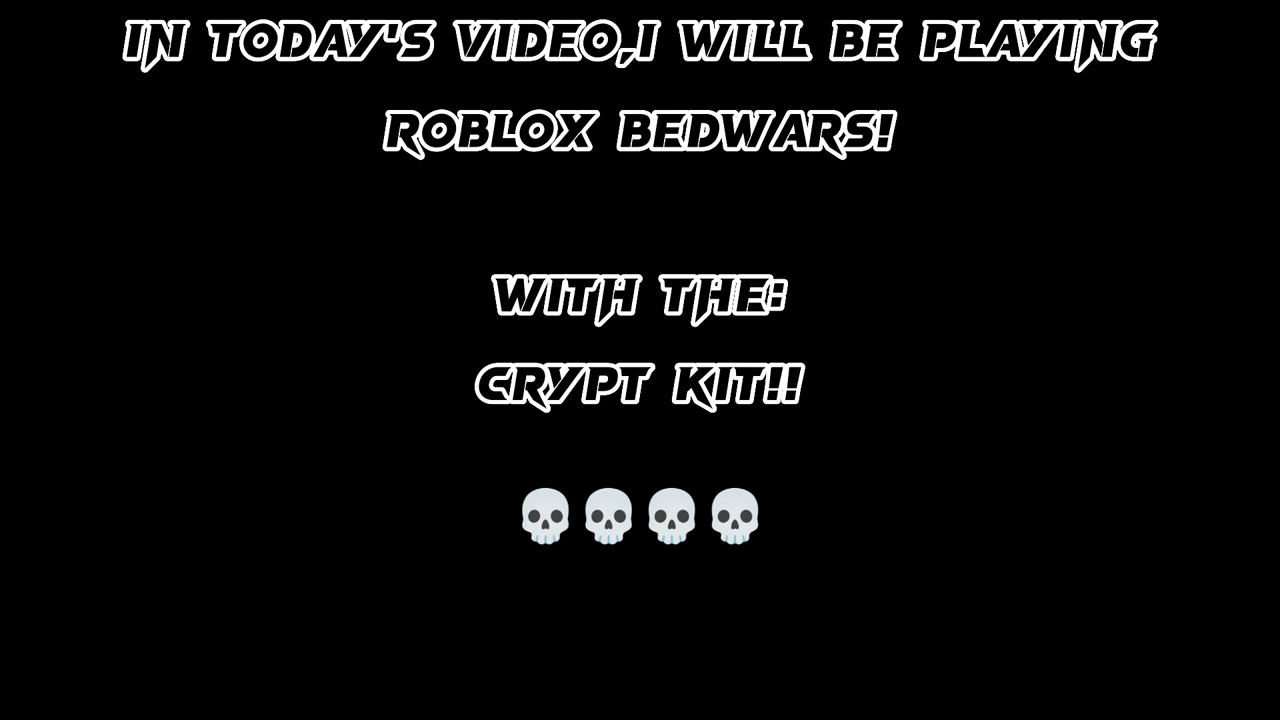 IN TODAY'S VIDEO,I WILL BE PLAYING
ROBLOX BEDWARS!
WITH THE:
CRYPT KIT!!
💀💀💀💀